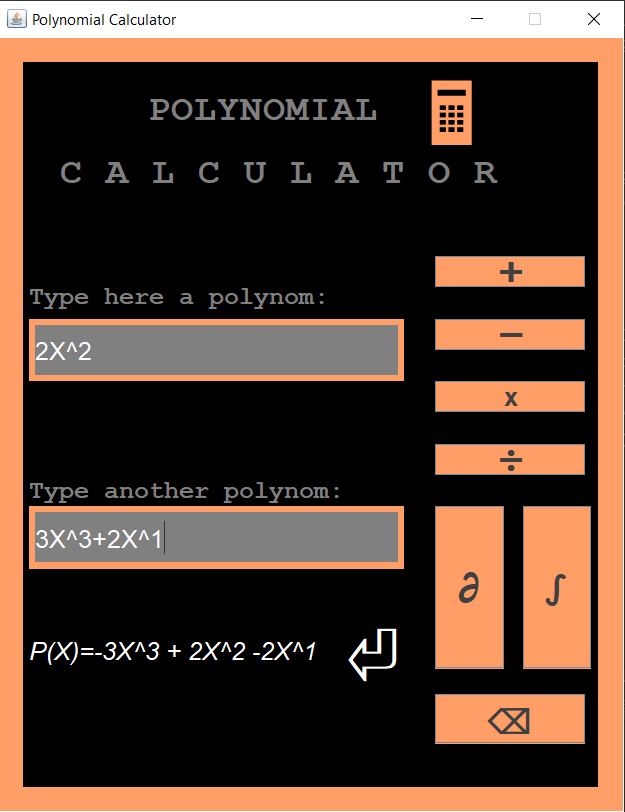 Polynomial Calculator
POLYNOMIAL
C A L C U L A T O R
+
Type here a polynom:
2X^2
−
x
÷
Type another polynom:
3X^3+2X^1
∂ ∫
P(X)=-3X^3 + 2X^2 -2X^1
⌫